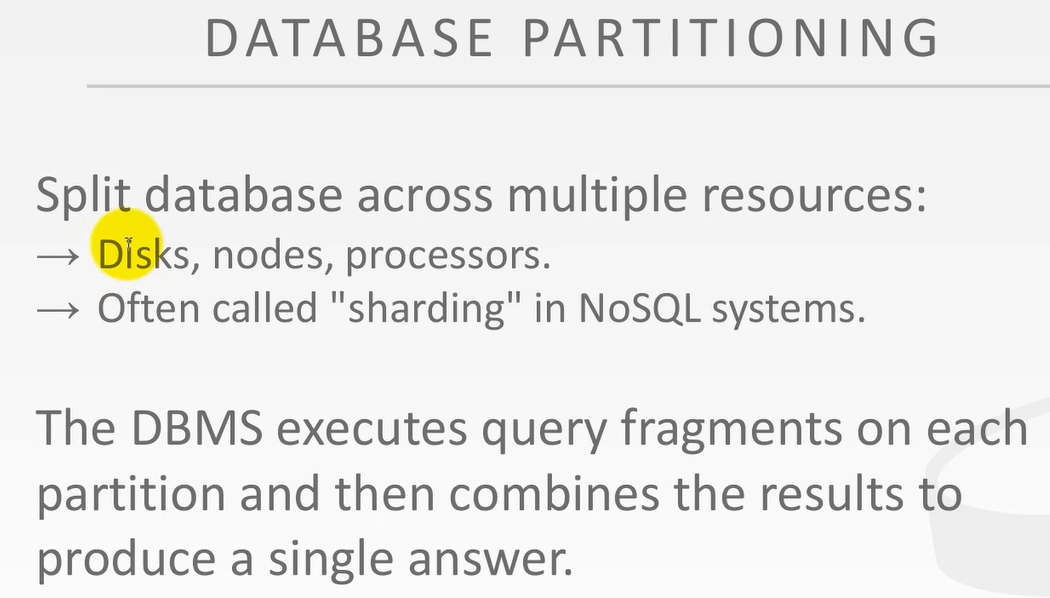 DATABASE PARTITIONING
Split database across multiple resources:
→ Disks, nodes, processors.
→ Often called "sharding" in NoSQL systems.
The DBMS executes query fragments on each
partition and then combines the results to
produce a single answer.